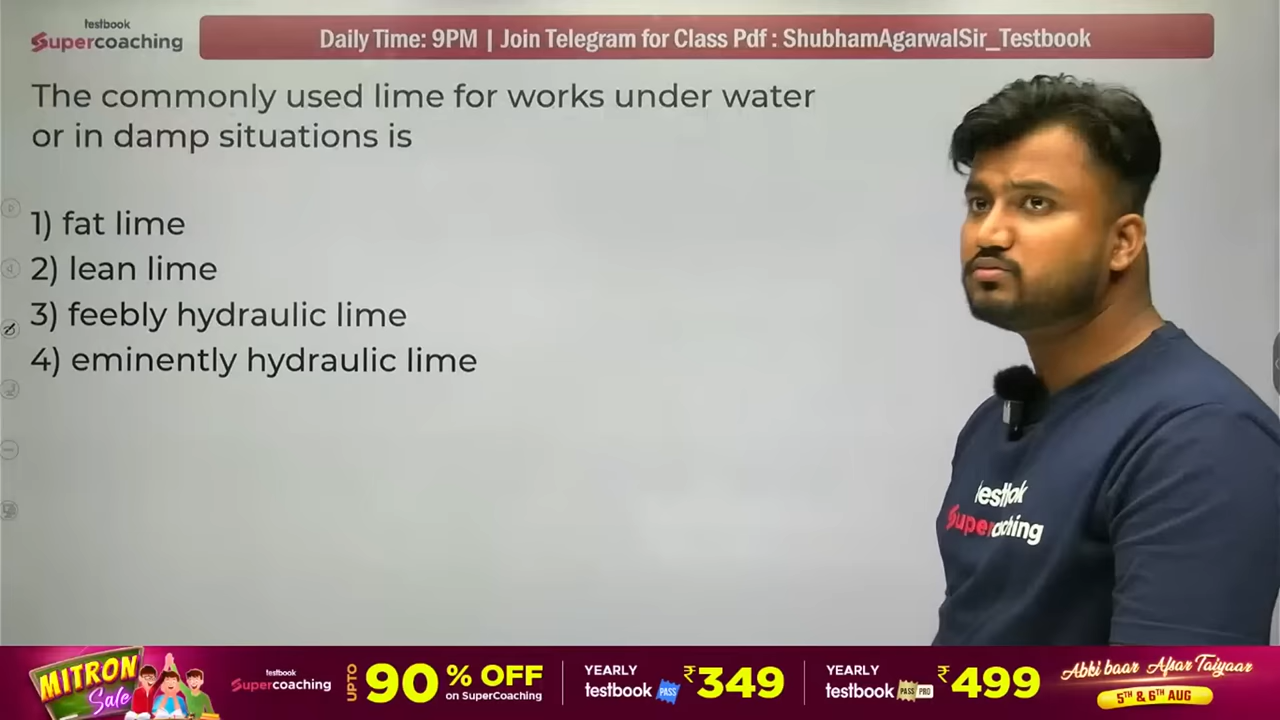 testbook
Supercoaching
Daily Time: 9PM | Join Telegram for Class Pdf : ShubhamAgarwalSir_Testbook
The commonly used lime for works under water
or in damp situations is
1) fat lime
2) lean lime
3) feebly hydraulic lime
4) eminently hydraulic lime
testbook
Supercoaching
MITRON
Sale
testbook
Supercoaching
UPTO 90% OFF
on SuperCoaching
YEARLY
testbook PASS
₹349
YEARLY
testbook PASS PRO
₹499
Abki baar Afsar Taiyaar
5TH & 6TH AUG